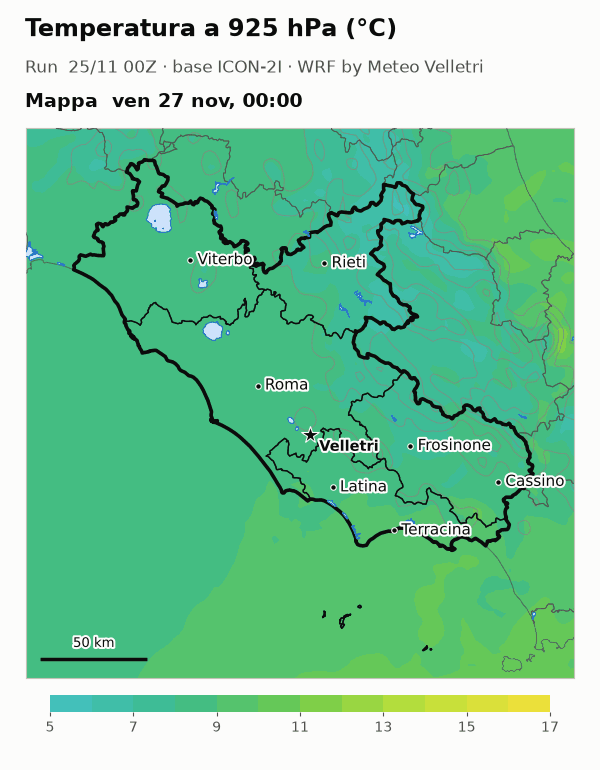 Temperatura a 925 hPa (°C)
Run  25/11 00Z · base ICON-2I · WRF by Meteo Velletri
Mappa  ven 27 nov, 00:00
Viterbo
Rieti
Roma
Velletri
Frosinone
Latina
Cassino
Terracina
50 km
5 7 9 11 13 15 17